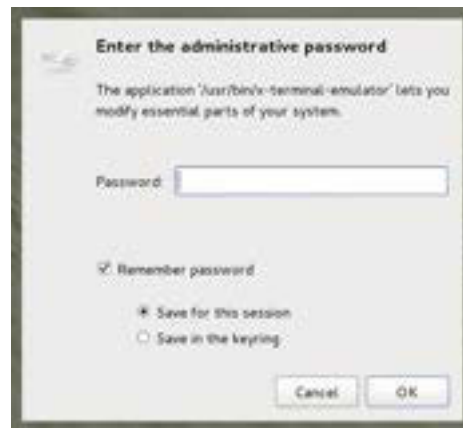 Enter the administrative password
The application '/usr/bin/x-terminal-emulator' lets you
modify essential parts of your system.
Password:
Remember password
Save for this session
Save in the keyring
Cancel
OK